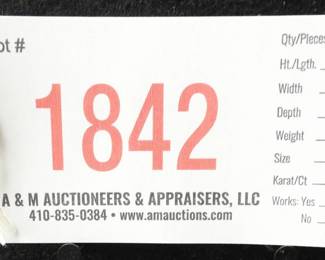 ot #
1842
A & M AUCTIONEERS & APPRAISERS, LLC
410-835-0384 • www.amauctions.com
Qty/Pieces
Ht./Lgth.
Width
Depth
Weight
Size
Karat/Ct
Works: Yes
No